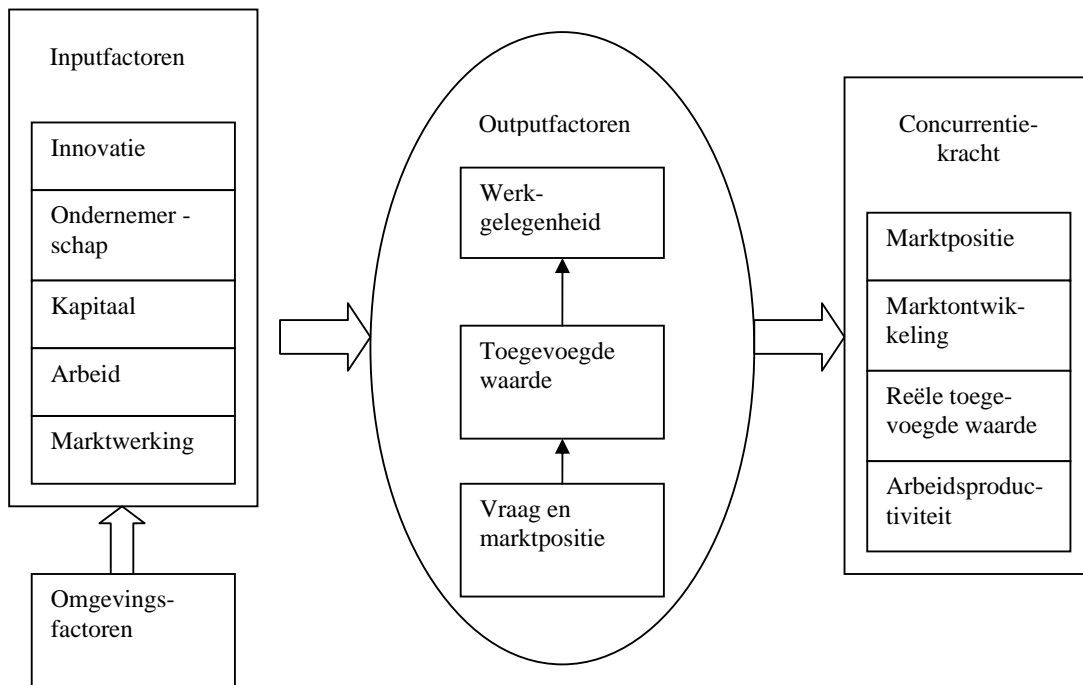 Inputfactoren
Innovatie
Ondernemer -
schap
Kapitaal
Arbeid
Marktwerking
Omgevings-
factoren
Outputfactoren
Werk-
gelegenheid
Toegevoegde
waarde
Vraag en
marktpositie
Concurrentie-
kracht
Marktpositie
Marktontwik-
keling
Reële toege-
voegde waarde
Arbeidsproduc-
tiviteit